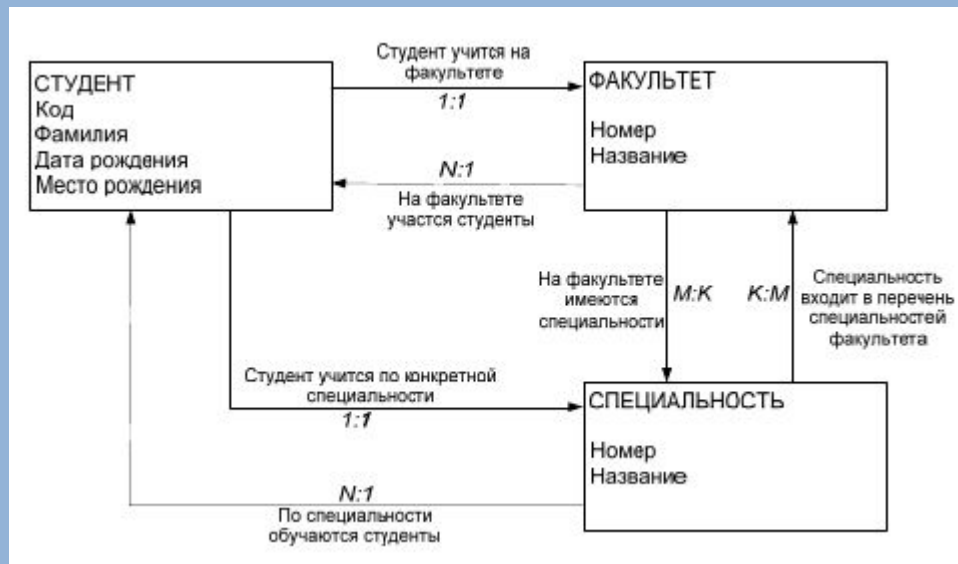 Студент учится на
факультете
1:1
СТУДЕНТ
Код
Фамилия
Дата рождения
Место рождения
ФАКУЛЬТЕТ
Номер
Название
N:1
На факультете
участся студенты
На факультете
имеются
специальности
M:K
K:M
Специальность
входит в перечень
специальностей
факультета
Студент учится по конкретной
специальности
1:1
СПЕЦИАЛЬНОСТЬ
Номер
Название
N:1
По специальности
обучаются студенты